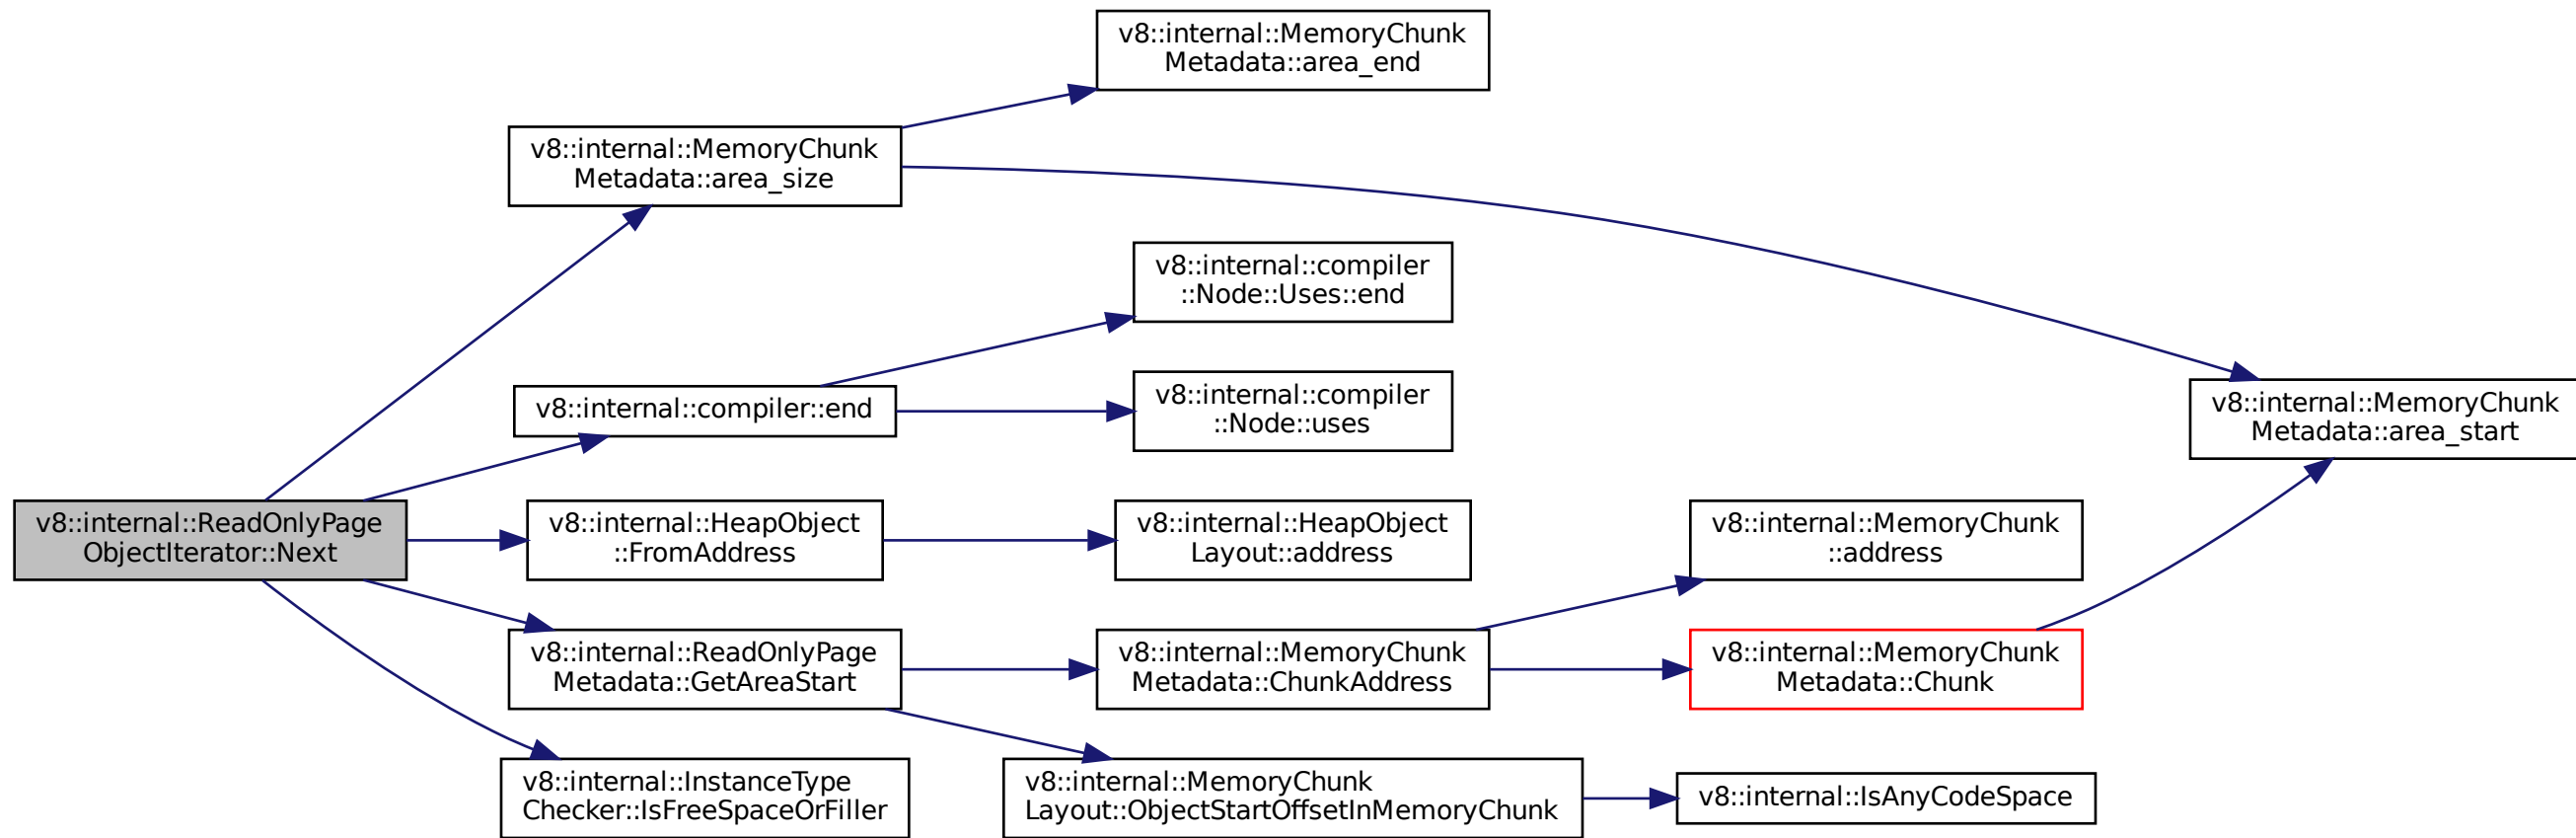 v8::internal::MemoryChunk
Metadata::area_end
v8::internal::MemoryChunk
Metadata::area_size
v8::internal::compiler
::Node::Uses::end
v8::internal::compiler::end
v8::internal::compiler
::Node::uses
v8::internal::MemoryChunk
Metadata::area_start
v8::internal::ReadOnlyPage
ObjectIterator::Next
v8::internal::HeapObject
::FromAddress
v8::internal::HeapObject
Layout::address
v8::internal::MemoryChunk
::address
v8::internal::ReadOnlyPage
Metadata::GetAreaStart
v8::internal::MemoryChunk
Metadata::ChunkAddress
v8::internal::MemoryChunk
Metadata::Chunk
v8::internal::InstanceType
Checker::IsFreeSpaceOrFiller
v8::internal::MemoryChunk
Layout::ObjectStartOffsetInMemoryChunk
v8::internal::IsAnyCodeSpace